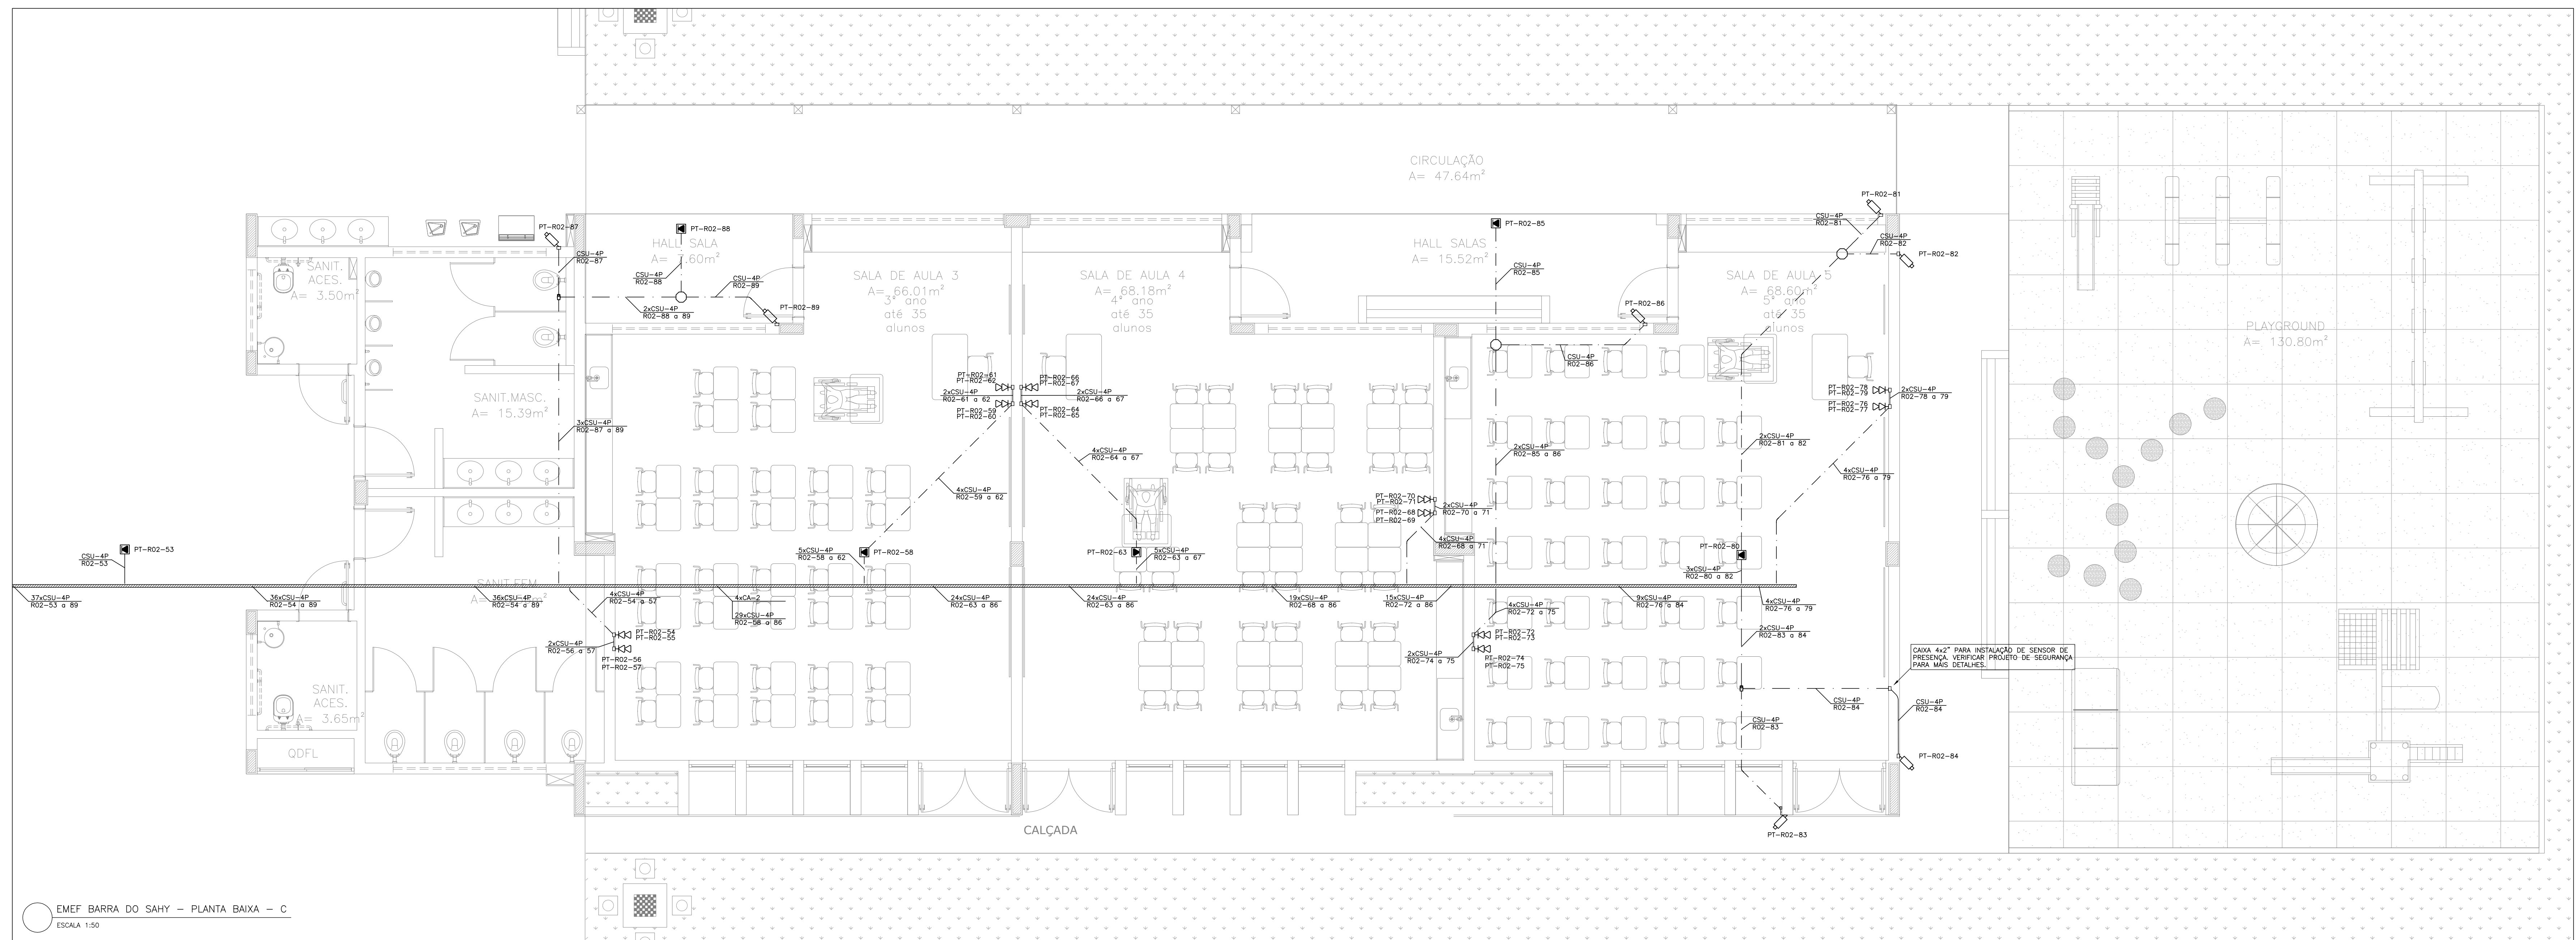 CIRCULAÇÃO
A= 47.64m²
PT-R02-81
CSU-4P
R02-81
CSU-4P
R02-82
PT-R02-82
PT-R02-87
CSU-4P
R02-87
PT-R02-88
HALL SALA
A= 7.60m²
CSU-4P
R02-88
CSU-4P
R02-89
PT-R02-89
2xCSU-4P
R02-88 a 89
PT-R02-85
HALL SALAS
A= 15.52m²
CSU-4P
R02-85
PT-R02-86
CSU-4P
R02-86
SANIT.
ACES.
A= 3.50m²
SALA DE AULA 3
A= 66.01m²
3° ano
até 35
alunos
SALA DE AULA 4
A= 68.18m²
4° ano
até 35
alunos
SALA DE AULA 5
A= 68.60m²
5° ano
até 35
alunos
PLAYGROUND
A= 130.80m²
SANIT.MASC.
A= 15.39m²
3xCSU-4P
R02-87 a 89
PT-R02-61
PT-R02-62
2xCSU-4P
R02-61 a 62
PT-R02-59
PT-R02-60
PT-R02-66
PT-R02-67
2xCSU-4P
R02-66 a 67
PT-R02-64
PT-R02-65
4xCSU-4P
R02-64 a 67
4xCSU-4P
R02-59 a 62
2xCSU-4P
R02-85 a 86
2xCSU-4P
R02-81 a 82
PT-R02-78
PT-R02-79
2xCSU-4P
R02-78 a 79
PT-R02-76
PT-R02-77
4xCSU-4P
R02-76 a 79
PT-R02-70
PT-R02-71
PT-R02-68
PT-R02-69
2xCSU-4P
R02-70 a 71
4xCSU-4P
R02-68 a 71
PT-R02-53
CSU-4P
R02-53
5xCSU-4P
R02-58 a 62
PT-R02-58
PT-R02-63
5xCSU-4P
R02-63 a 67
PT-R02-80
3xCSU-4P
R02-80 a 82
SANIT.FEM.
37xCSU-4P
R02-53 a 89
36xCSU-4P
R02-54 a 89
36xCSU-4P
R02-54 a 89
4xCSU-4P
R02-54 a 57
4xCA-2
29xCSU-4P
R02-58 a 86
24xCSU-4P
R02-63 a 86
24xCSU-4P
R02-63 a 86
19xCSU-4P
R02-68 a 86
15xCSU-4P
R02-72 a 86
4xCSU-4P
R02-72 a 75
9xCSU-4P
R02-76 a 84
4xCSU-4P
R02-76 a 79
2xCSU-4P
R02-83 a 84
PT-R02-54
PT-R02-55
2xCSU-4P
R02-56 a 57
PT-R02-56
PT-R02-57
PT-R02-72
PT-R02-73
2xCSU-4P
R02-74 a 75
PT-R02-74
PT-R02-75
CAIXA 4x2" PARA INSTALAÇÃO DE SENSOR DE
PRESENÇA. VERIFICAR PROJETO DE SEGURANÇA
PARA MAIS DETALHES.
SANIT.
ACES.
A= 3.65m²
QDFL
CSU-4P
R02-84
CSU-4P
R02-84
CSU-4P
R02-83
PT-R02-84
PT-R02-83
CALÇADA
EMEF BARRA DO SAHY - PLANTA BAIXA - C
ESCALA 1:50